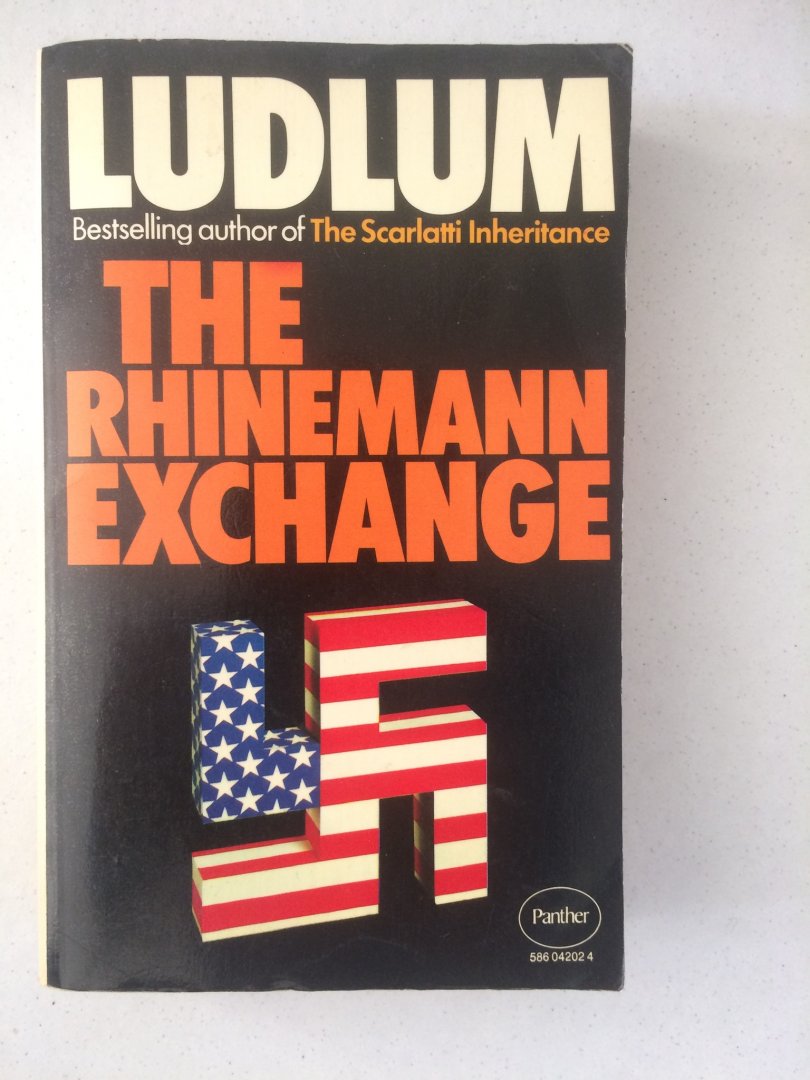 LUDLUM
Bestselling author of The Scarlatti Inheritance
THE
RHINEMANN
EXCHANGE
Panther
586 04202 4